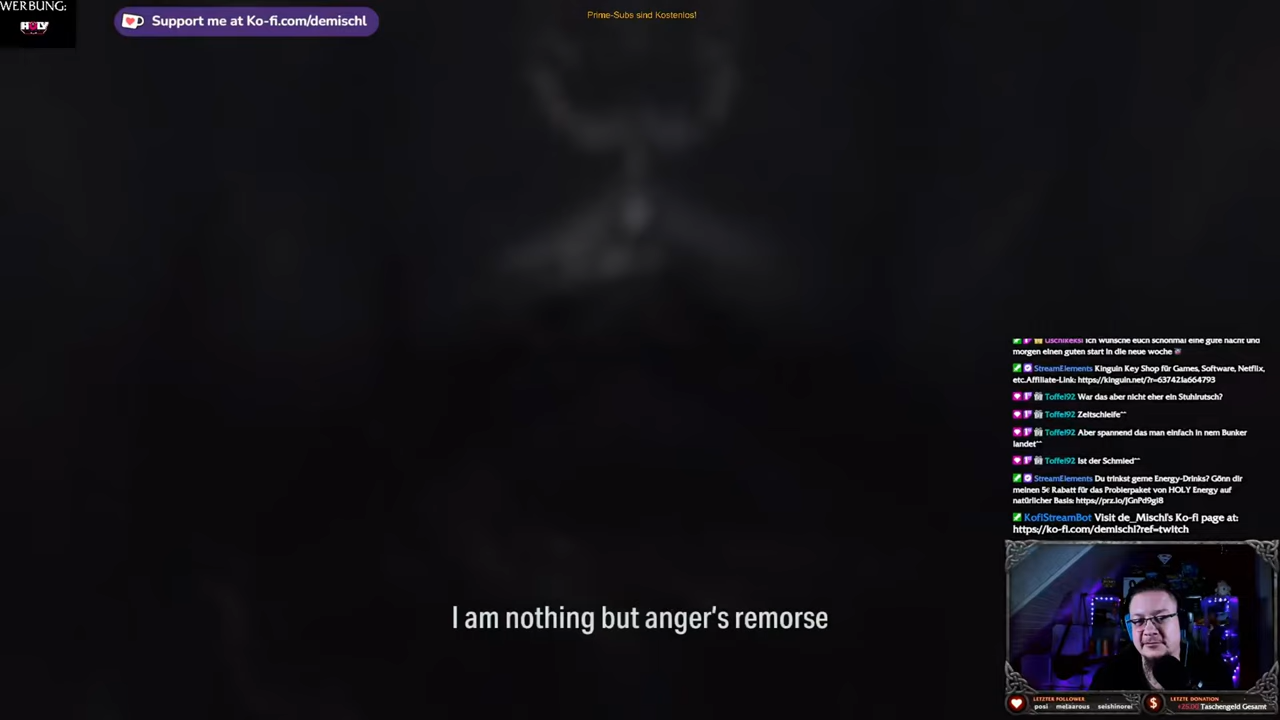 WERBUNG:
HOLY
Support me at Ko-fi.com/demischl
Prime-Subs sind Kostenlos!
Uschikeksi Ich wünsche euch schonmal eine gute nacht und
morgen einen guten start in die neue woche
StreamElements Kinguin Key Shop für Games, Software, Netflix,
etc.Affiliate-Link: https://kinguin.net/?r=63742la664793
Toffel92 War das aber nicht eher ein Stuhlrutsch?
Toffel92 Zeitschleife^^
Toffel92 Aber spannend das man einfach in nem Bunker
landet^^
Toffel92 Ist der Schmied^^
StreamElements Du trinkst gerne Energy-Drinks? Gönn dir
meinen 5€ Rabatt für das Probierpaket von HOLY Energy auf
natürlicher Basis: https://prz.io/JGnPd9gi8
KofiStreamBot Visit de_Mischl's Ko-fi page at:
https://ko-fi.com/demischl?ref=twitch
I am nothing but anger's remorse
LETZTER FOLLOWER
posi metaarous seishinorei
LETZTE DONATION
Taschengeld Gesamt